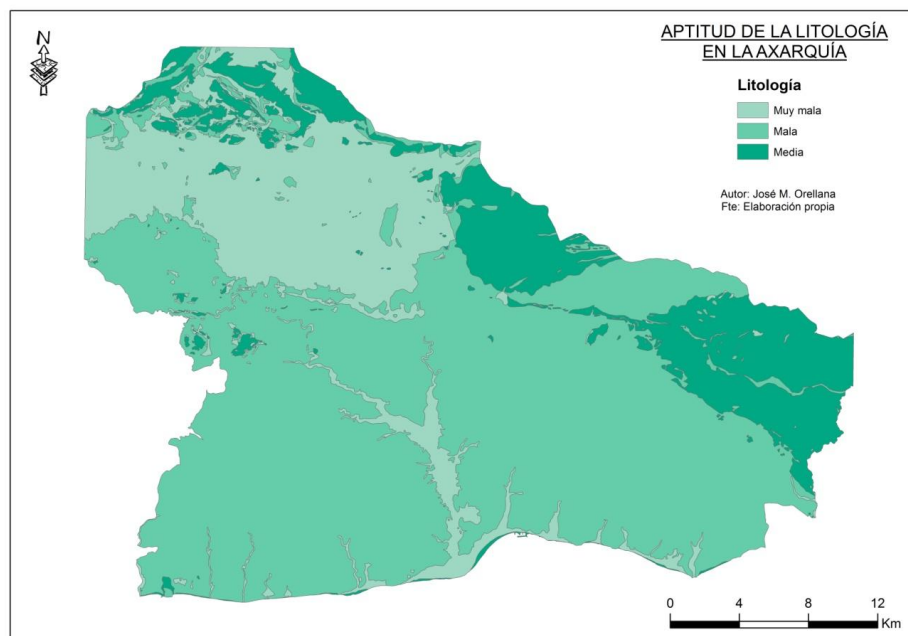 N
APTITUD DE LA LITOLOGÍA
EN LA AXARQUÍA
Litología
Muy mala
Mala
Media
Autor: José M. Orellana
Fte: Elaboración propia
0 4 8 12
Km